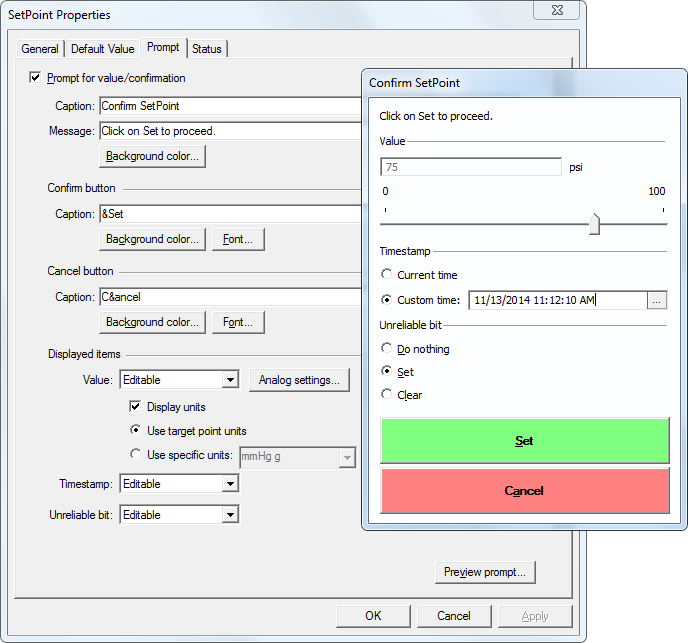 SetPoint Properties
General
Default Value
Prompt
Status
Prompt for value/confirmation
Caption: Confirm SetPoint
Message: Click on Set to proceed.
Background color...
Confirm button
Caption: &Set
Background color... Font...
Cancel button
Caption: C&ancel
Background color... Font...
Displayed items
Value: Editable Analog settings...
Display units
Use target point units
Use specific units: mmHg g
Timestamp: Editable
Unreliable bit: Editable
Preview prompt...
OK Cancel Apply
Confirm SetPoint
Click on Set to proceed.
Value
75 psi
0 100
Timestamp
Current time
Custom time: 11/13/2014 11:12:10 AM ...
Unreliable bit
Do nothing
Set
Clear
Set
Cancel